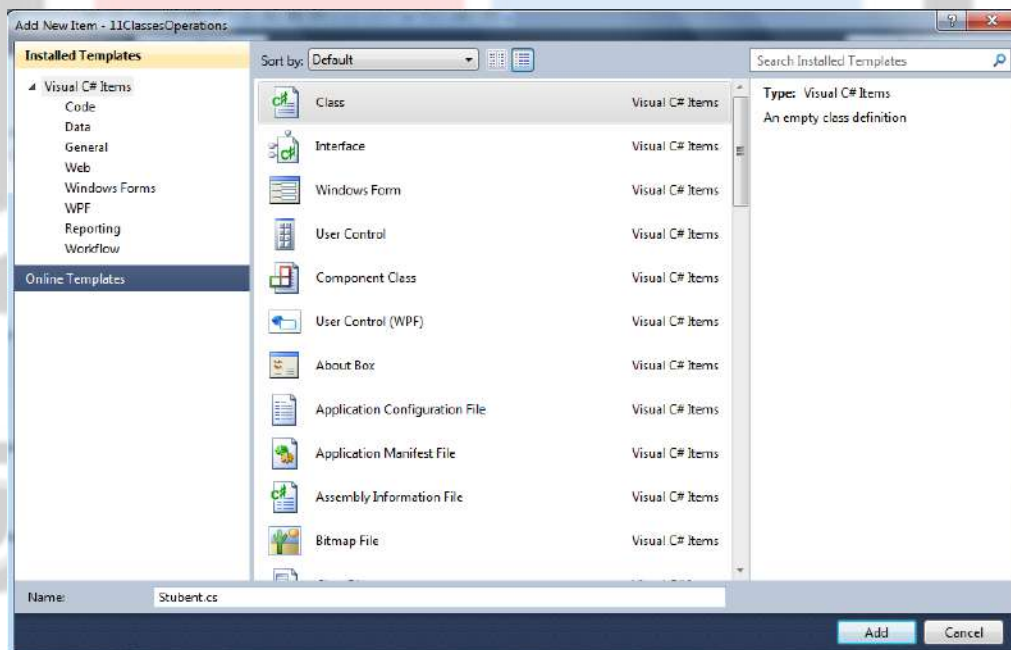 Add New Item - 11ClassesOperations
Installed Templates
Visual C# Items
Code
Data
General
Web
Windows Forms
WPF
Reporting
Workflow
Online Templates
Sort by: Default
Class Visual C# Items
Interface Visual C# Items
Windows Form Visual C# Items
User Control Visual C# Items
Component Class Visual C# Items
User Control (WPF) Visual C# Items
About Box Visual C# Items
Application Configuration File Visual C# Items
Application Manifest File Visual C# Items
Assembly Information File Visual C# Items
Bitmap File Visual C# Items
Search Installed Templates
Type: Visual C# Items
An empty class definition
Name: Stubent.cs
Add Cancel